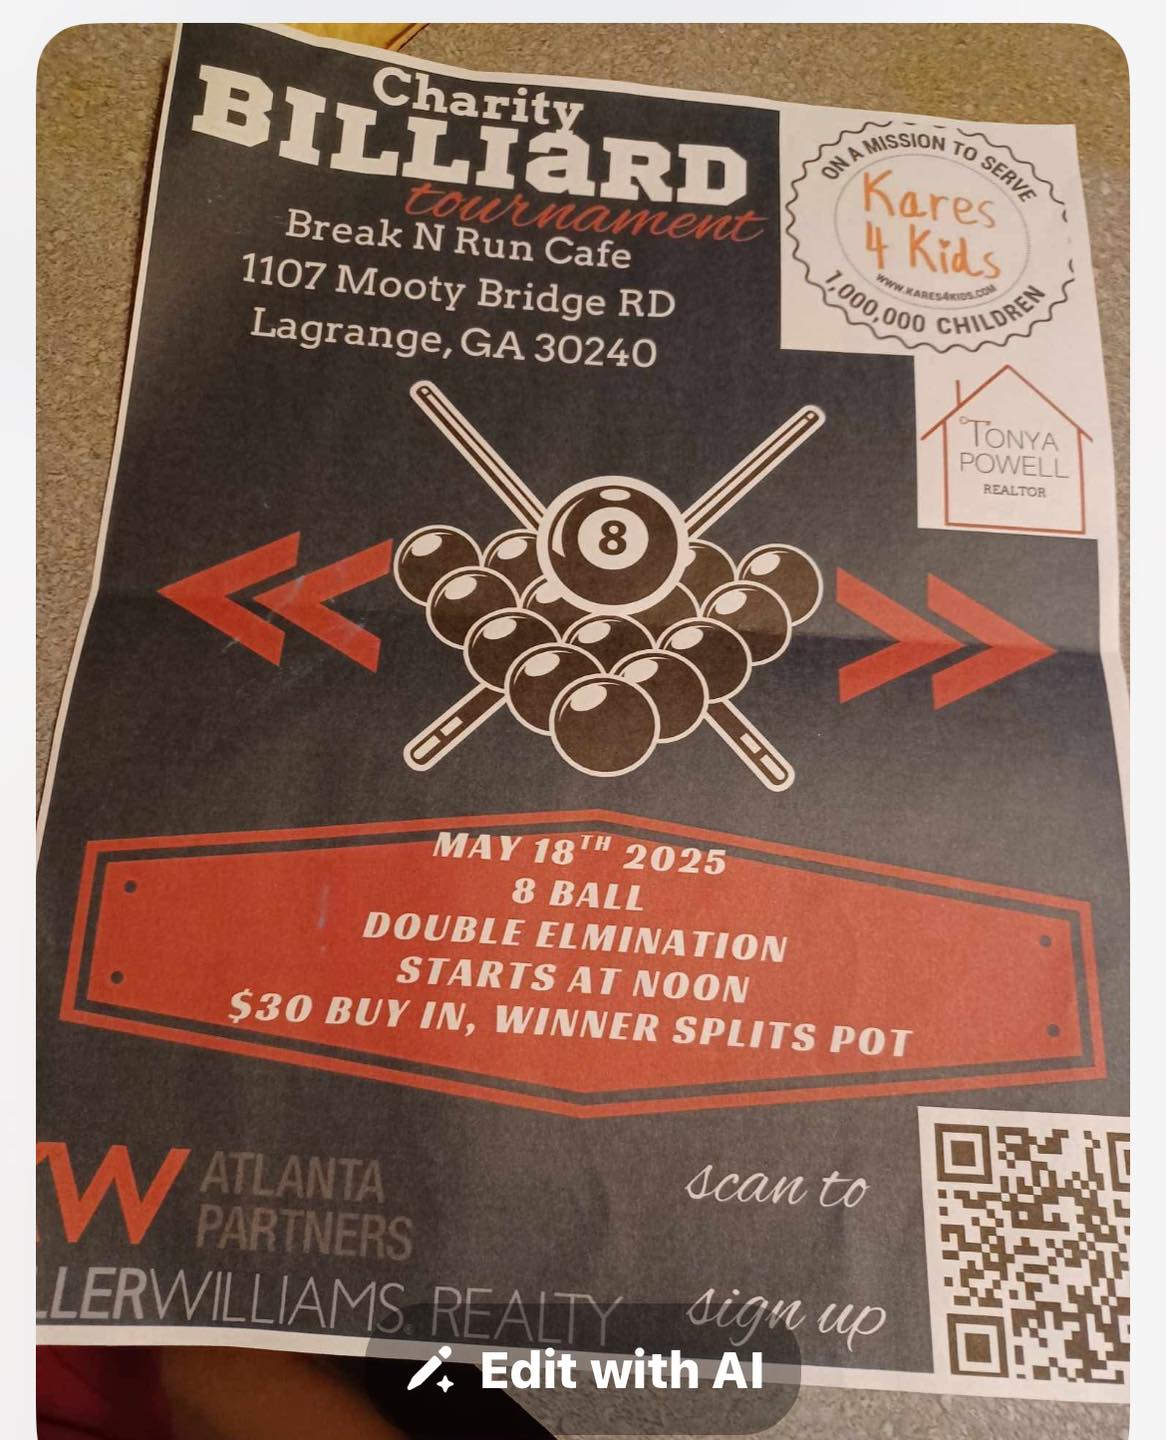 Charity
BILLIaRD
tournament
Break N Run Cafe
1107 Mooty Bridge RD
Lagrange, GA 30240
ON A MISSION TO SERVE
Kares
4 Kids
WWW.KARES4KIDS.COM
1,000,000 CHILDREN
TONYA
POWELL
REALTOR
8
MAY 18TH 2025
8 BALL
DOUBLE ELMINATION
STARTS AT NOON
$30 BUY IN, WINNER SPLITS POT
W ATLANTA
PARTNERS
LLERWILLIAMS. REALTY
scan to
sign up
Edit with AI